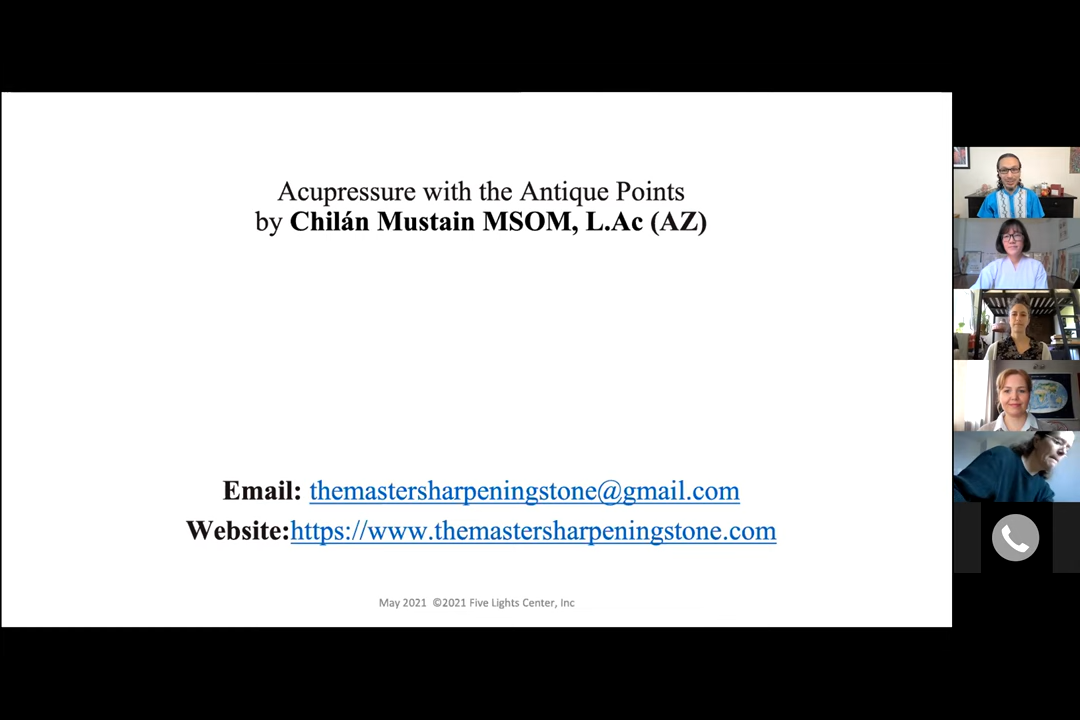 Acupressure with the Antique Points
by Chilán Mustain MSOM, L.Ac (AZ)
Email: themastersharpeningstone@gmail.com
Website:https://www.themastersharpeningstone.com
May 2021 ©2021 Five Lights Center, Inc